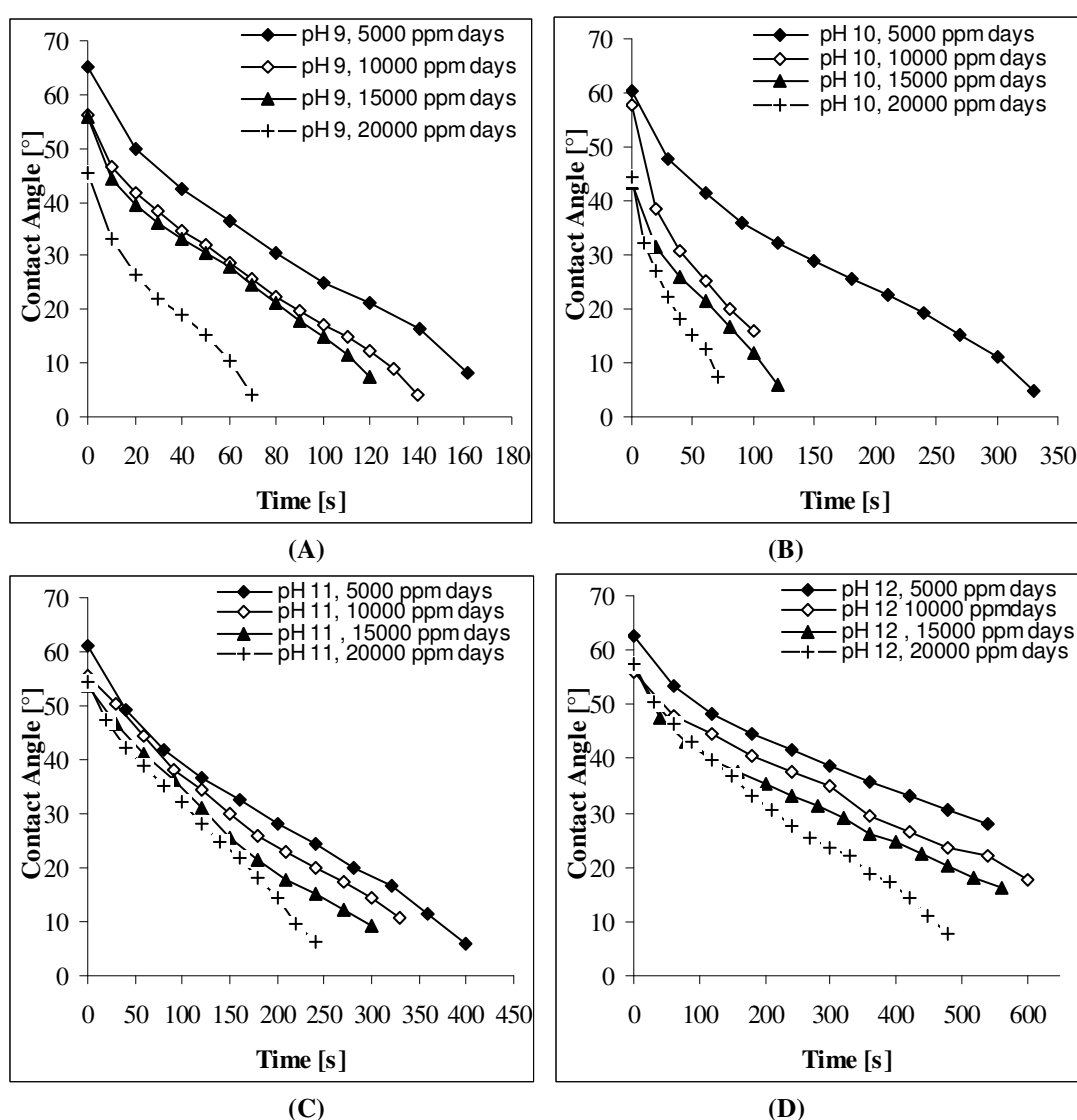 pH 9, 5000 ppm days
pH 9, 10000 ppm days
pH 9, 15000 ppm days
pH 9, 20000 ppm days
Contact Angle [°]
70
60
50
40
30
20
10
0
0 20 40 60 80 100 120 140 160 180
Time [s]
(A)
pH 10, 5000 ppm days
pH 10, 10000 ppm days
pH 10, 15000 ppm days
pH 10, 20000 ppm days
Contact Angle [°]
70
60
50
40
30
20
10
0
0 50 100 150 200 250 300 350
Time [s]
(B)
pH 11, 5000 ppm days
pH 11, 10000 ppm days
pH 11 , 15000 ppm days
pH 11, 20000 ppm days
Contact Angle [°]
70
60
50
40
30
20
10
0
0 50 100 150 200 250 300 350 400 450
Time [s]
(C)
pH 12, 5000 ppm days
pH 12 10000 ppmdays
pH 12 , 15000 ppm days
pH 12, 20000 ppm days
Contact Angle [°]
70
60
50
40
30
20
10
0
0 100 200 300 400 500 600
Time [s]
(D)